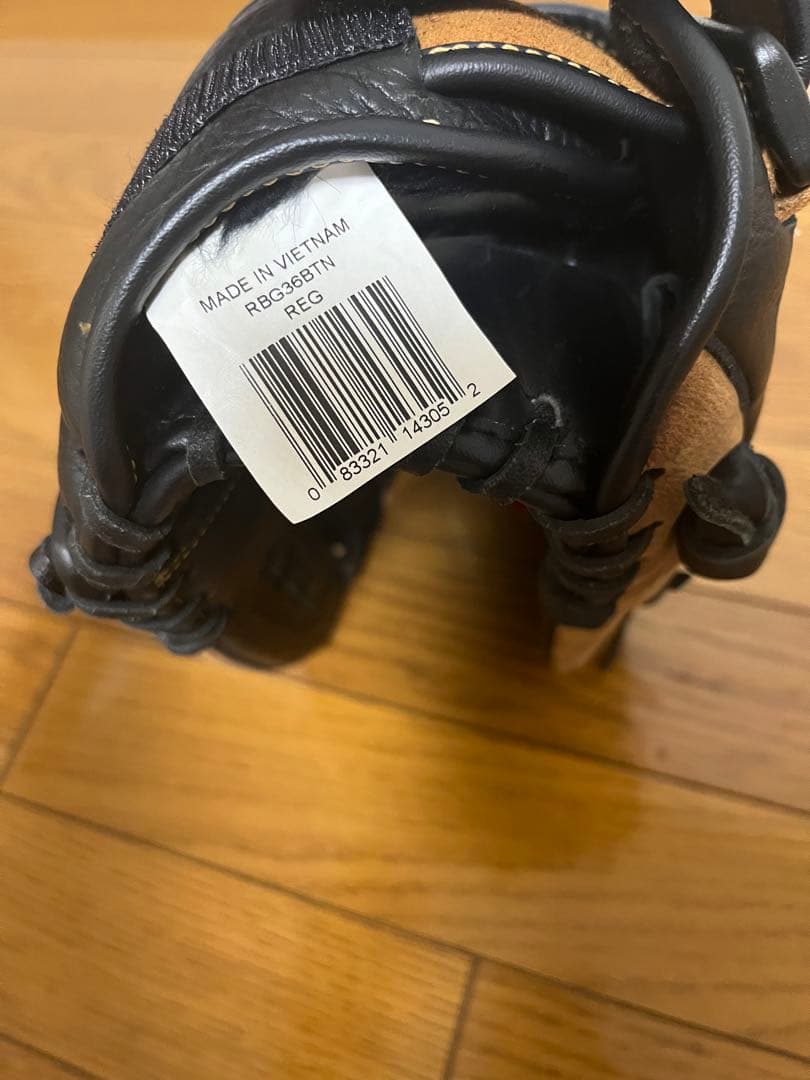 MADE IN VIETNAM
RBG36BTN
REG
0 83321 14305 2